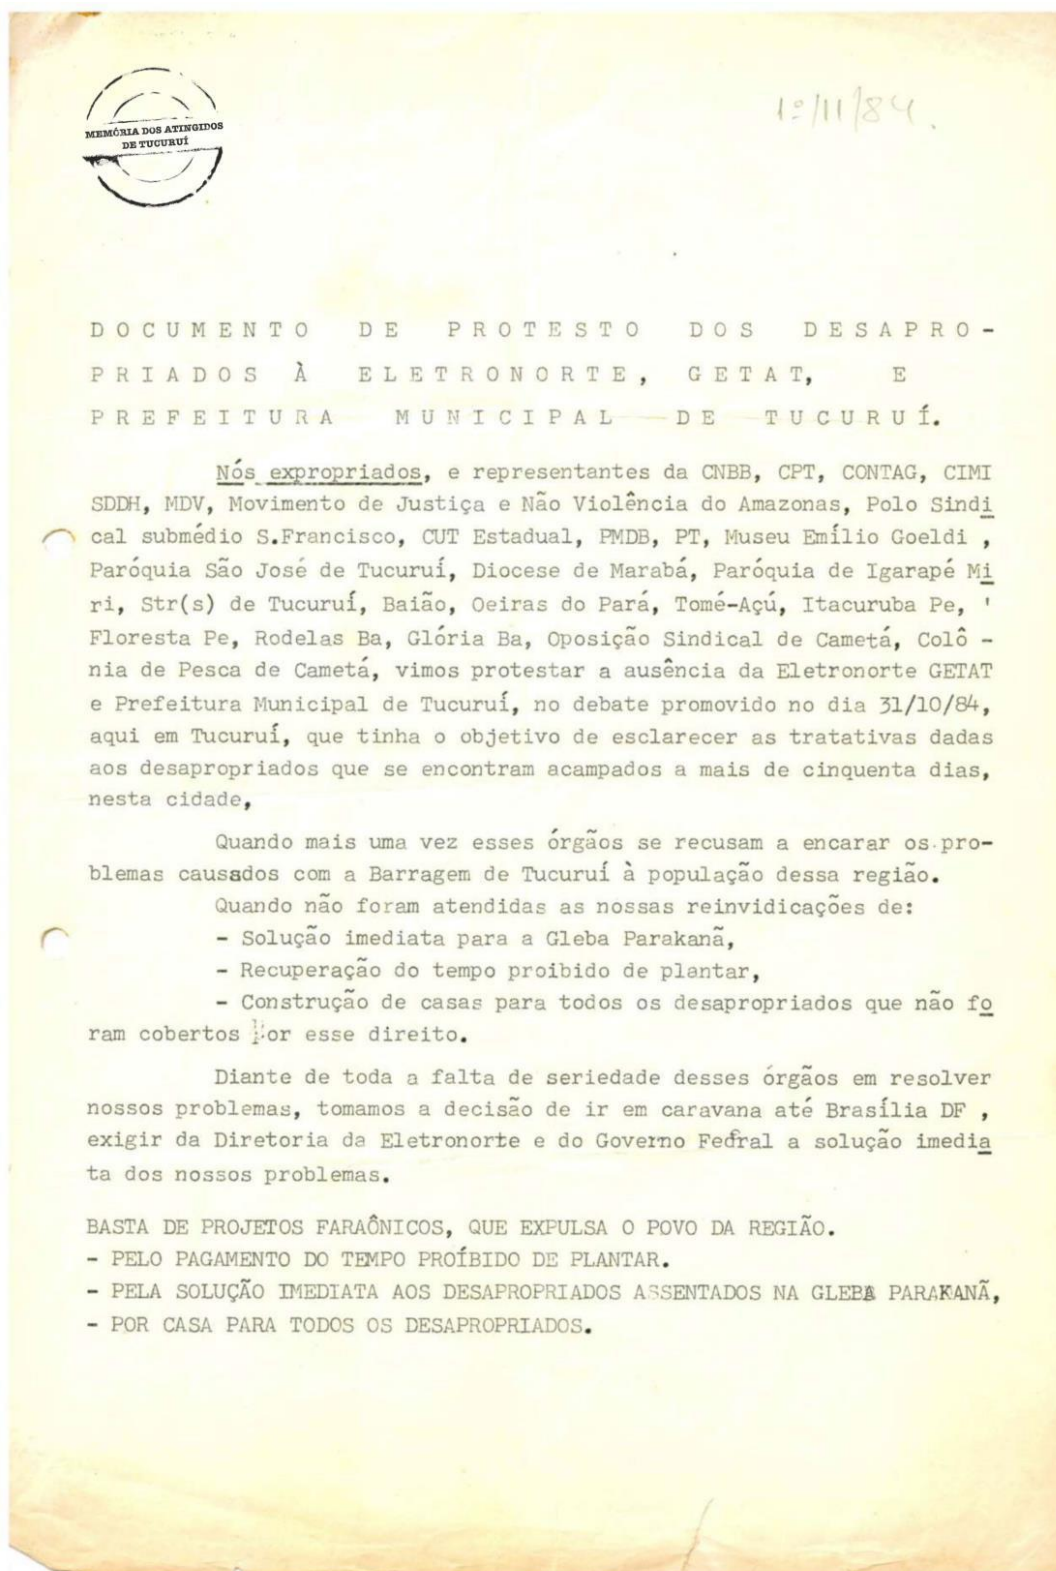 MEMÓRIA DOS ATINGIDOS
DE TUCURUÍ
1º/11/84.
DOCUMENTO DE PROTESTO DOS DESAPRO-
PRIADOS À ELETRONORTE, GETAT, E
PREFEITURA MUNICIPAL DE TUCURUÍ.
Nós expropriados, e representantes da CNBB, CPT, CONTAG, CIMI
SDDH, MDV, Movimento de Justiça e Não Violência do Amazonas, Polo Sindi
cal submédio S.Francisco, CUT Estadual, PMDB, PT, Museu Emílio Goeldi ,
Paróquia São José de Tucuruí, Diocese de Marabá, Paróquia de Igarapé Mi
ri, Str(s) de Tucuruí, Baião, Oeiras do Pará, Tomé-Açú, Itacuruba Pe, '
Floresta Pe, Rodelas Ba, Glória Ba, Oposição Sindical de Cametá, Colô -
nia de Pesca de Cametá, vimos protestar a ausência da Eletronorte GETAT
e Prefeitura Municipal de Tucuruí, no debate promovido no dia 31/10/84,
aqui em Tucuruí, que tinha o objetivo de esclarecer as tratativas dadas
aos desapropriados que se encontram acampados a mais de cinquenta dias,
nesta cidade,
Quando mais uma vez esses órgãos se recusam a encarar os pro-
blemas causados com a Barragem de Tucuruí à população dessa região.
Quando não foram atendidas as nossas reinvidicações de:
- Solução imediata para a Gleba Parakanã,
- Recuperação do tempo proibido de plantar,
- Construção de casas para todos os desapropriados que não fo
ram cobertos por esse direito.
Diante de toda a falta de seriedade desses órgãos em resolver
nossos problemas, tomamos a decisão de ir em caravana até Brasília DF ,
exigir da Diretoria da Eletronorte e do Governo Fedral a solução imedia
ta dos nossos problemas.
BASTA DE PROJETOS FARAÔNICOS, QUE EXPULSA O POVO DA REGIÃO.
- PELO PAGAMENTO DO TEMPO PROÍBIDO DE PLANTAR.
- PELA SOLUÇÃO IMEDIATA AOS DESAPROPRIADOS ASSENTADOS NA GLEBA PARAKANÃ,
- POR CASA PARA TODOS OS DESAPROPRIADOS.